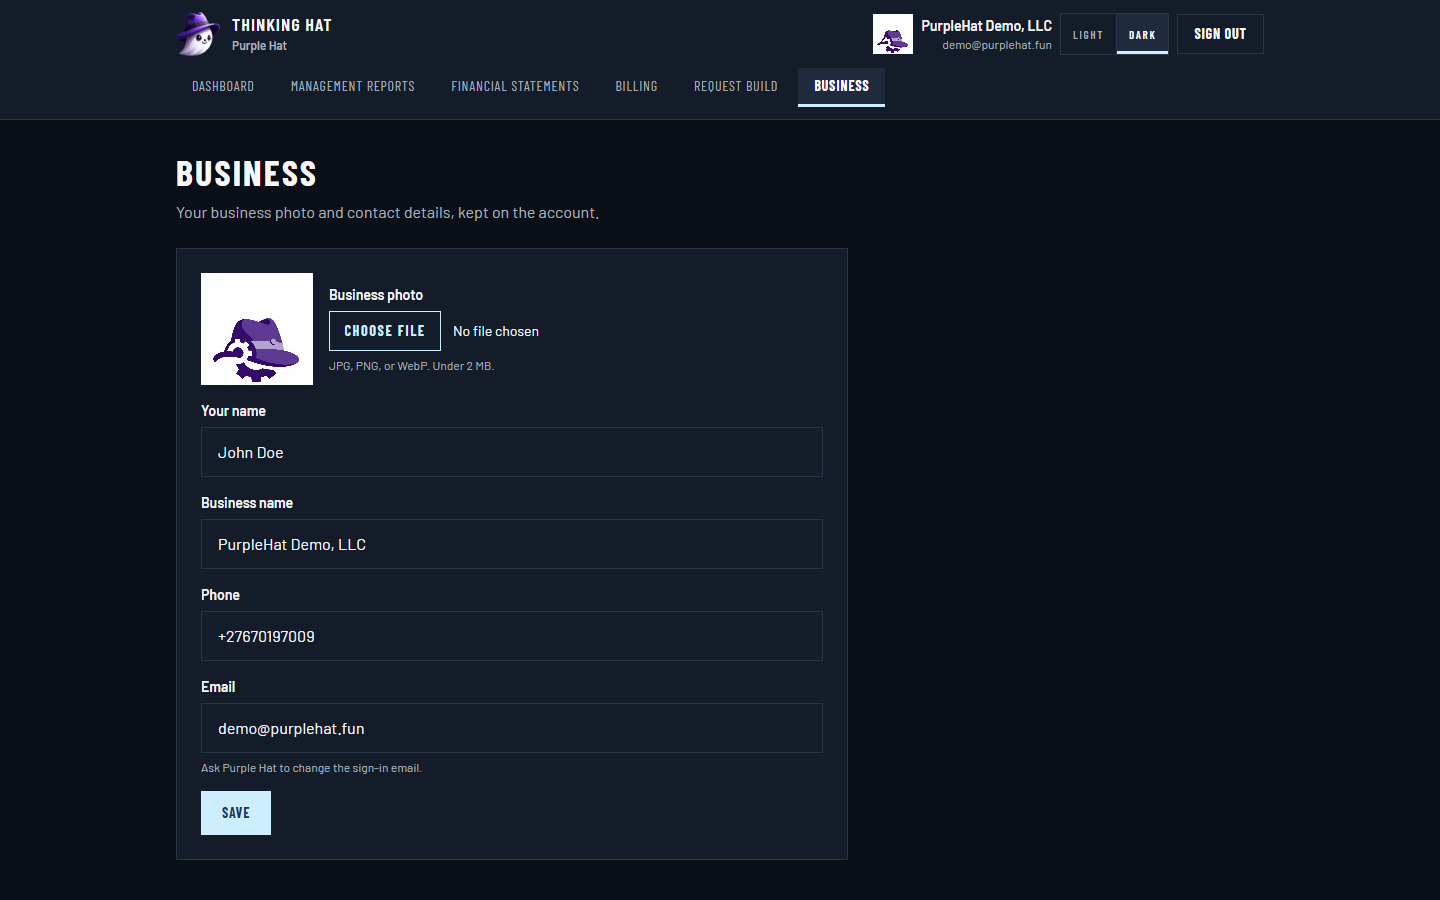 THINKING HAT
Purple Hat
PurpleHat Demo, LLC
demo@purplehat.fun
LIGHT
DARK
SIGN OUT
DASHBOARD
MANAGEMENT REPORTS
FINANCIAL STATEMENTS
BILLING
REQUEST BUILD
BUSINESS
BUSINESS
Your business photo and contact details, kept on the account.
Business photo
CHOOSE FILE
No file chosen
JPG, PNG, or WebP. Under 2 MB.
Your name
John Doe
Business name
PurpleHat Demo, LLC
Phone
+27670197009
Email
demo@purplehat.fun
Ask Purple Hat to change the sign-in email.
SAVE